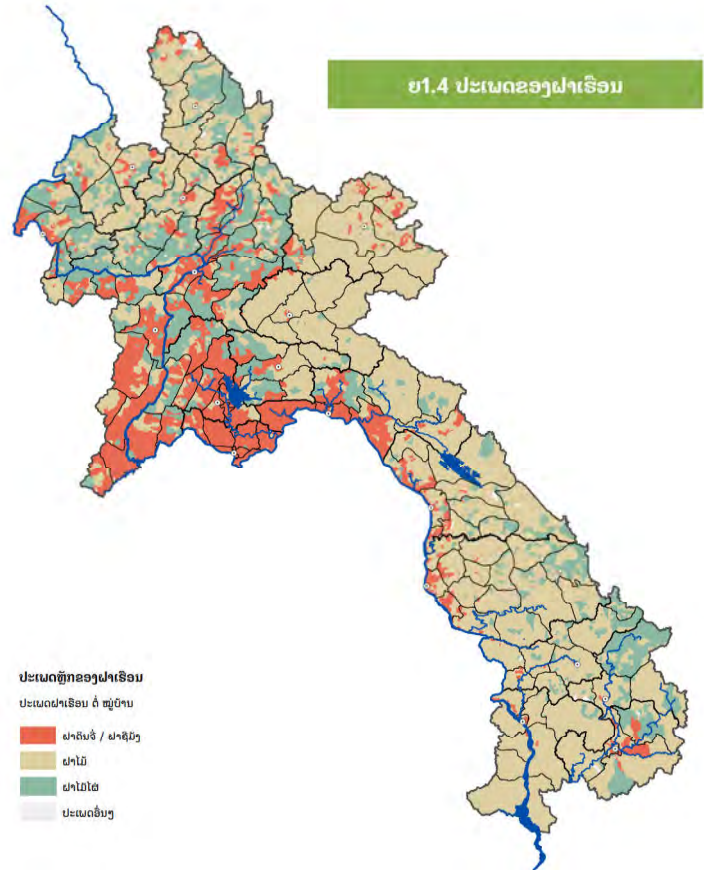 ຍ1.4 ປະເພດຂອງຝາເຮືອນ
ປະເພດຫຼັກຂອງຝາເຮືອນ
ປະເພດຝາເຮືອນ ຕໍ່ ໝູ່ບ້ານ
ຝາດິນຈີ່ / ຝາຊີມັງ
ຝາໄມ້
ຝາໄມ້ໄຜ່
ປະເພດອື່ນໆ